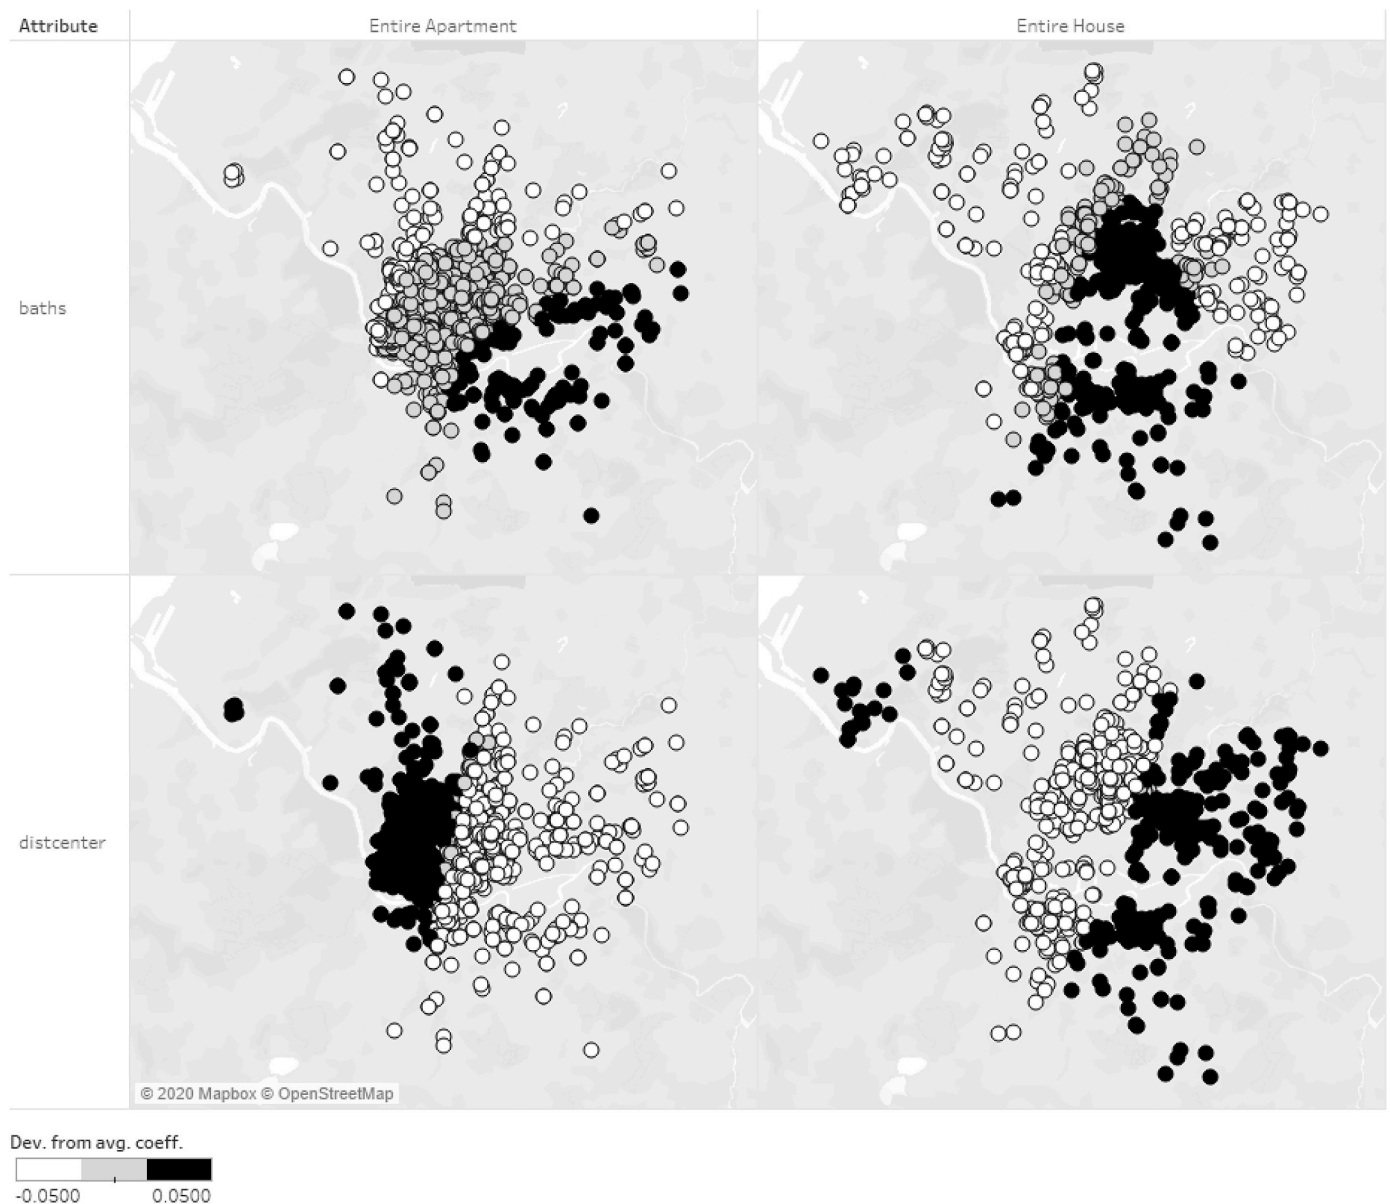 Attribute
Entire Apartment
Entire House
baths
distcenter
© 2020 Mapbox © OpenStreetMap
Dev. from avg. coeff.
-0.0500
0.0500